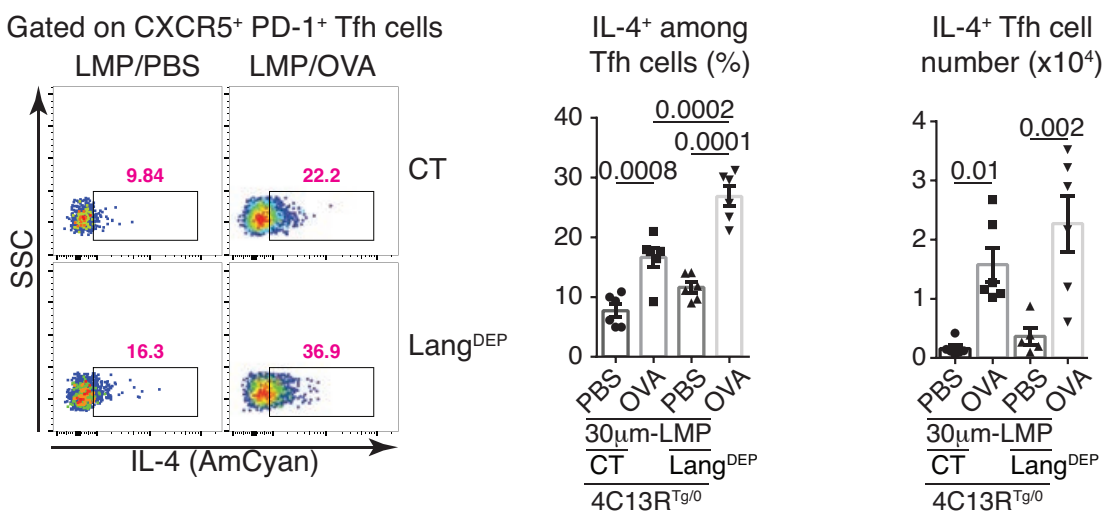 Gated on CXCR5⁺ PD-1⁺ Tfh cells
LMP/PBS LMP/OVA
9.84
22.2
CT
16.3
36.9
Lang^DEP
SSC
IL-4 (AmCyan)
IL-4⁺ among
Tfh cells (%)
40
30
20
10
0
0.0002
0.0001
0.0008
PBS OVA PBS OVA
30µm-LMP
CT Lang^DEP
4C13R^Tg/0
IL-4⁺ Tfh cell
number (x10⁴)
4
3
2
1
0
0.002
0.01
PBS OVA PBS OVA
30µm-LMP
CT Lang^DEP
4C13R^Tg/0